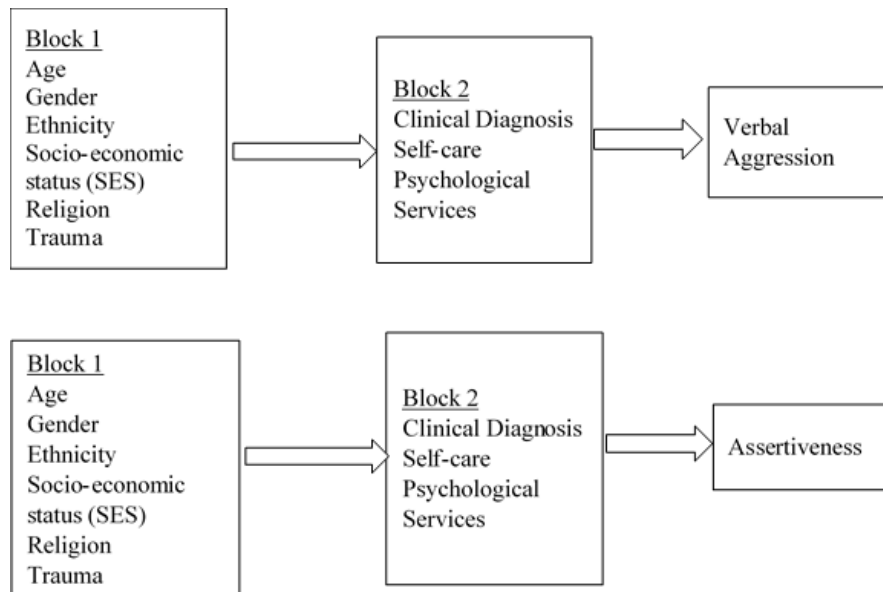 Block 1
Age
Gender
Ethnicity
Socio-economic
status (SES)
Religion
Trauma
Block 2
Clinical Diagnosis
Self-care
Psychological
Services
Verbal
Aggression
Block 1
Age
Gender
Ethnicity
Socio-economic
status (SES)
Religion
Trauma
Block 2
Clinical Diagnosis
Self-care
Psychological
Services
Assertiveness